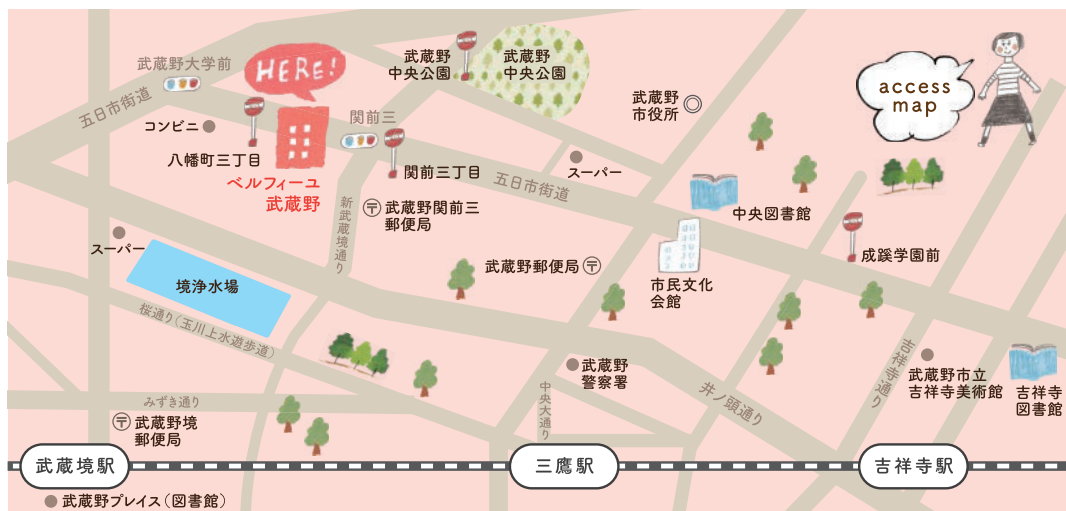 武蔵野大学前
五日市街道
HERE!
コンビニ
八幡町三丁目
ベルフィーユ
武蔵野
武蔵野
中央公園
武蔵野
中央公園
関前三
関前三丁目
武蔵野関前三
郵便局
新武蔵境通り
五日市街道
スーパー
武蔵野
市役所
access
map
中央図書館
成蹊学園前
スーパー
境浄水場
桜通り(玉川上水遊歩道)
武蔵野郵便局
市民文化
会館
武蔵野
警察署
中央大通り
井ノ頭通り
吉祥寺通り
武蔵野市立
吉祥寺美術館
吉祥寺
図書館
みずき通り
武蔵野境
郵便局
武蔵境駅
三鷹駅
吉祥寺駅
武蔵野プレイス(図書館)